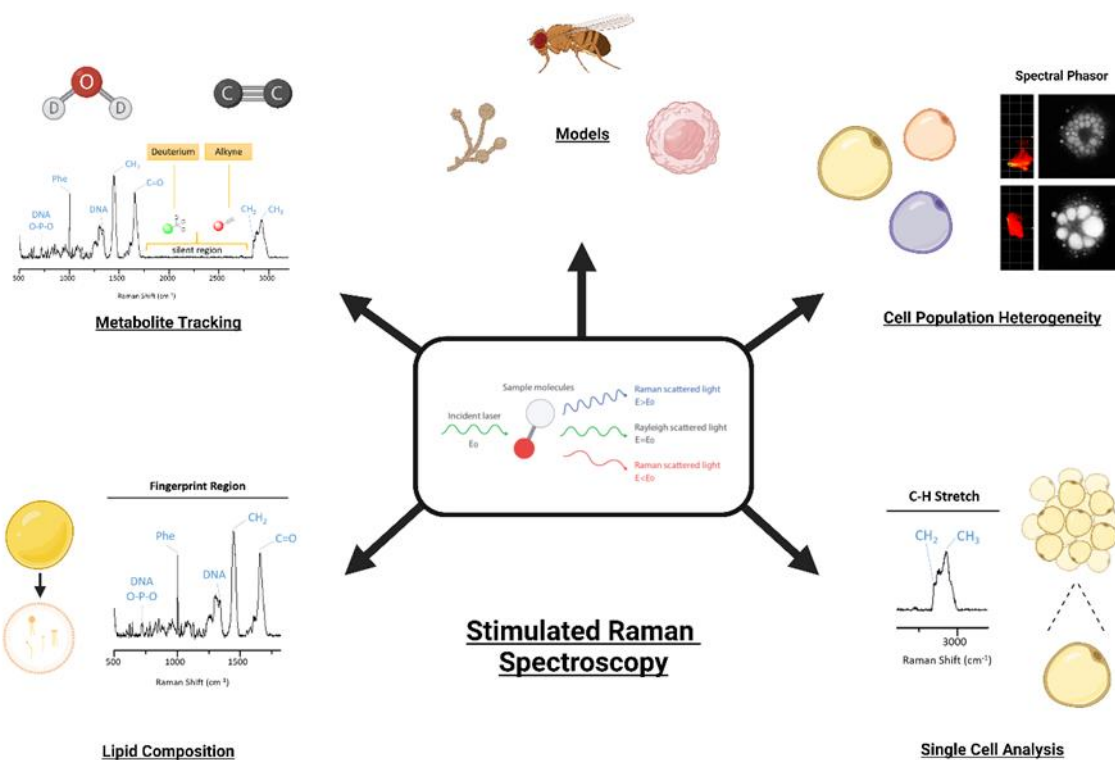 O
D
D
C
C
Deuterium
Alkyne
CH₂
Phe
C=O
DNA
DNA
O-P-O
CH₂
CH₃
silent region
500
1000
1500
2000
2500
3000
Raman Shift (cm⁻¹)
Metabolite Tracking
Models
Spectral Phasor
Cell Population Heterogeneity
Sample molecules
Incident laser
E₀
Raman scattered light
E>E₀
Rayleigh scattered light
E=E₀
Raman scattered light
E<E₀
Fingerprint Region
CH₂
Phe
C=O
DNA
DNA
O-P-O
500
1000
1500
Raman Shift (cm⁻¹)
Lipid Composition
Stimulated Raman
Spectroscopy
C-H Stretch
CH₂
CH₃
3000
Raman Shift (cm⁻¹)
Single Cell Analysis